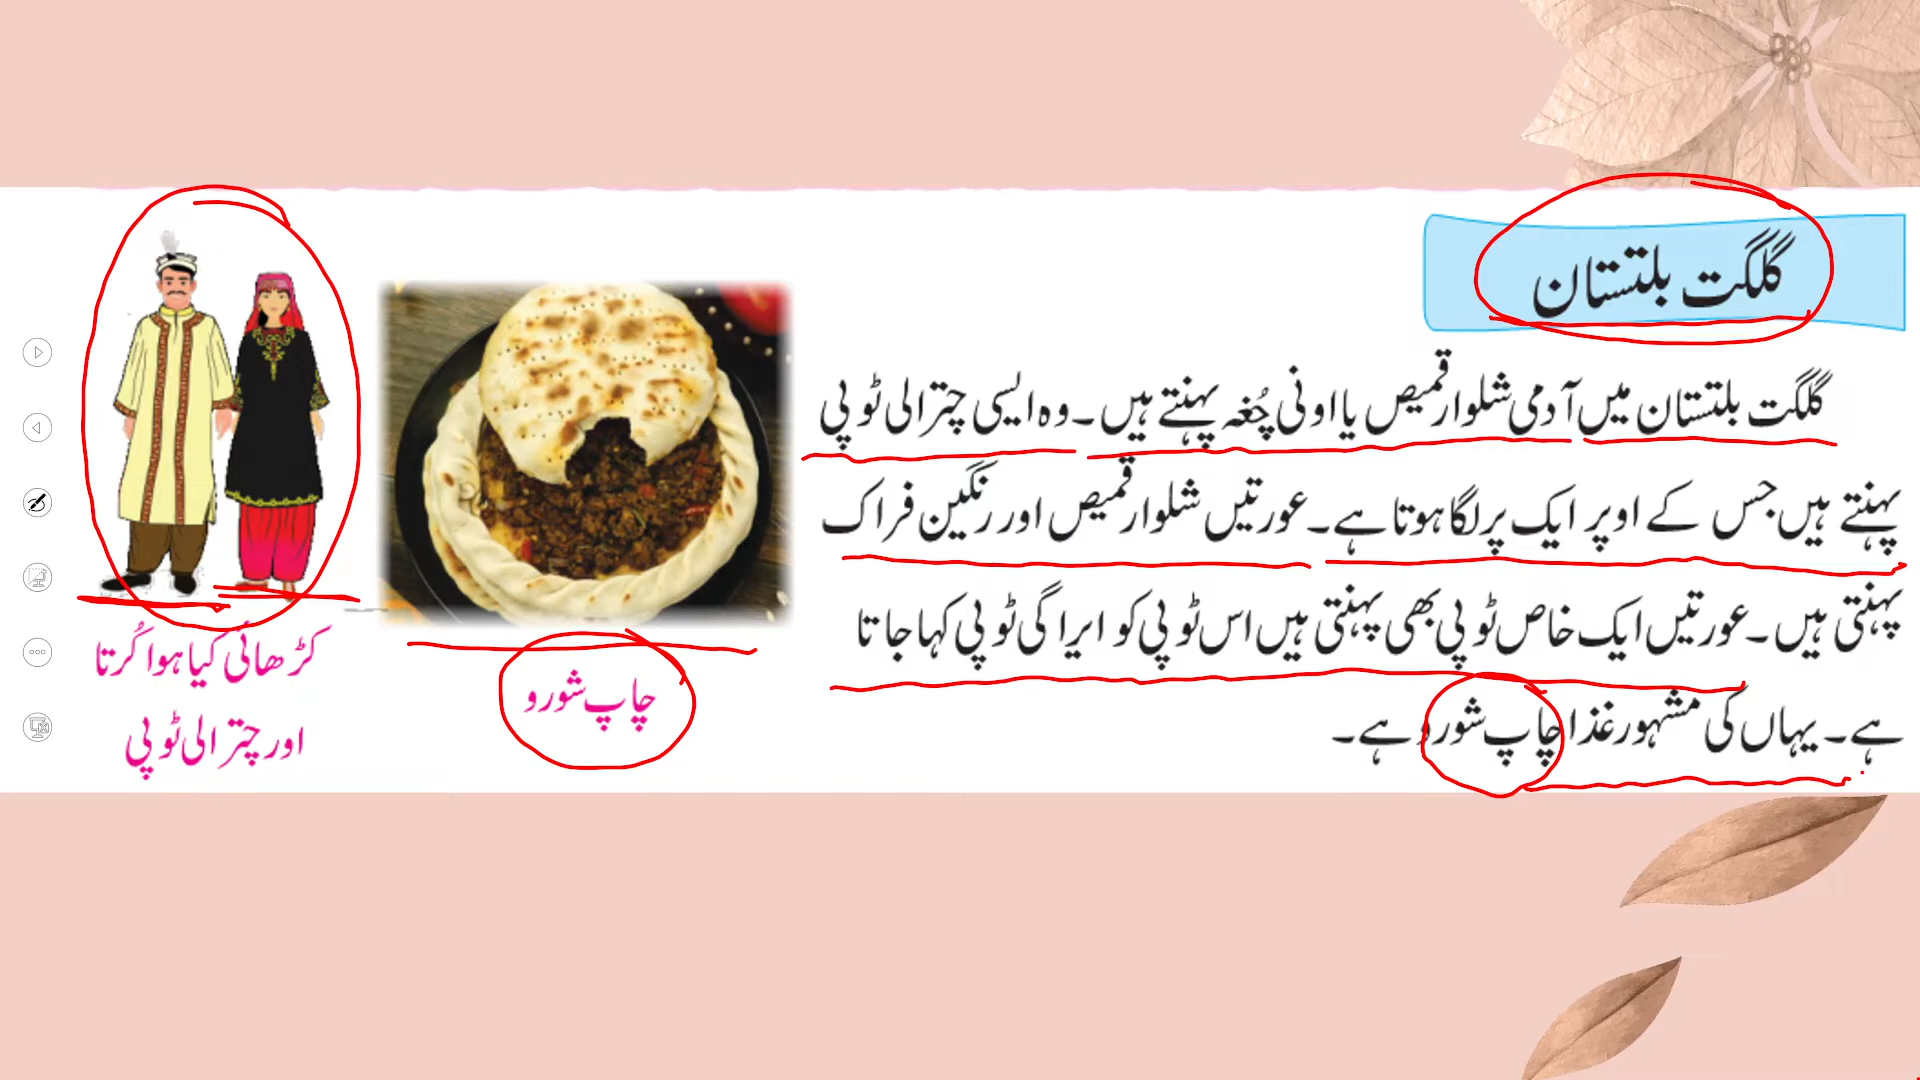 گلگت بلتستان
گلگت بلتستان میں آدمی شلوار قمیص یا اونی چُغہ پہنتے ہیں۔ وہ ایسی چترالی ٹوپی
پہنتے ہیں جس کے اوپر ایک پر لگا ہوتا ہے۔ عورتیں شلوار قمیص اور رنگین فراک
پہنتی ہیں۔ عورتیں ایک خاص ٹوپی بھی پہنتی ہیں اس ٹوپی کو ایراگی ٹوپی کہا جاتا
ہے۔ یہاں کی مشہور غذا چاپ شورو ہے۔
چاپ شورو
کڑھائی کیا ہوا کُرتا
اور چترالی ٹوپی